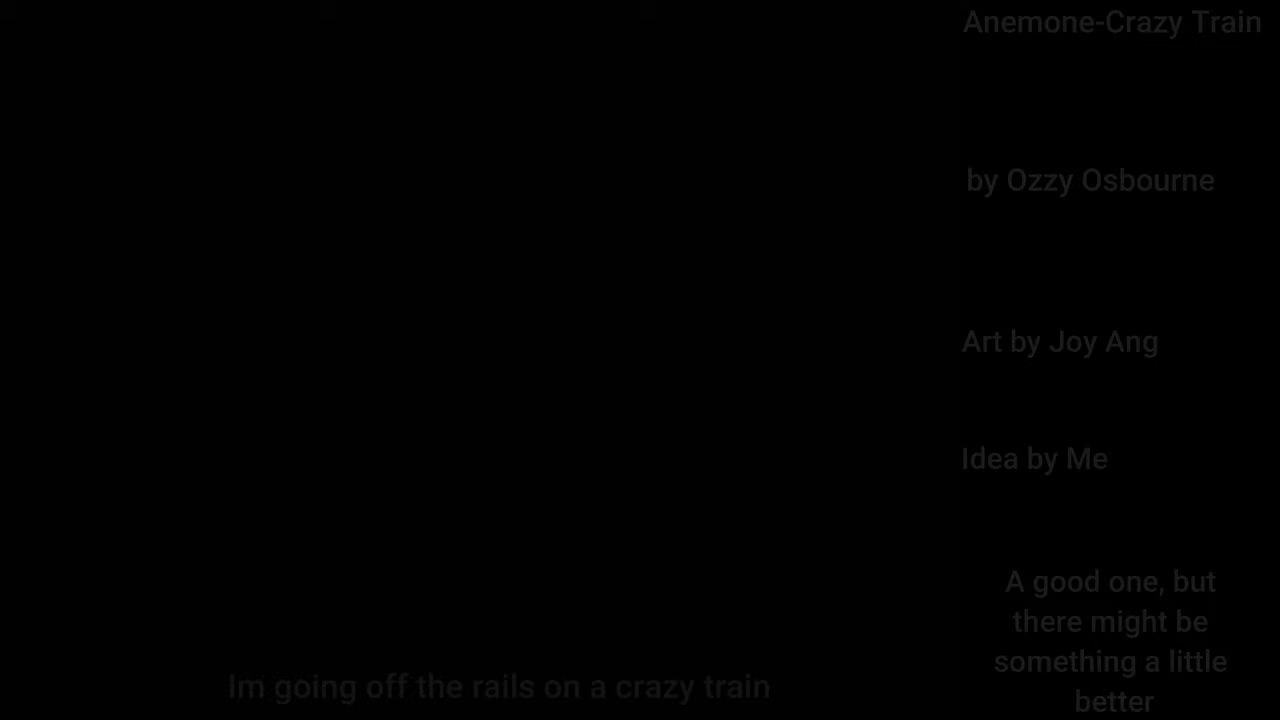 Anemone-Crazy Train
by Ozzy Osbourne
Art by Joy Ang
Idea by Me
A good one, but
there might be
something a little
better
Im going off the rails on a crazy train